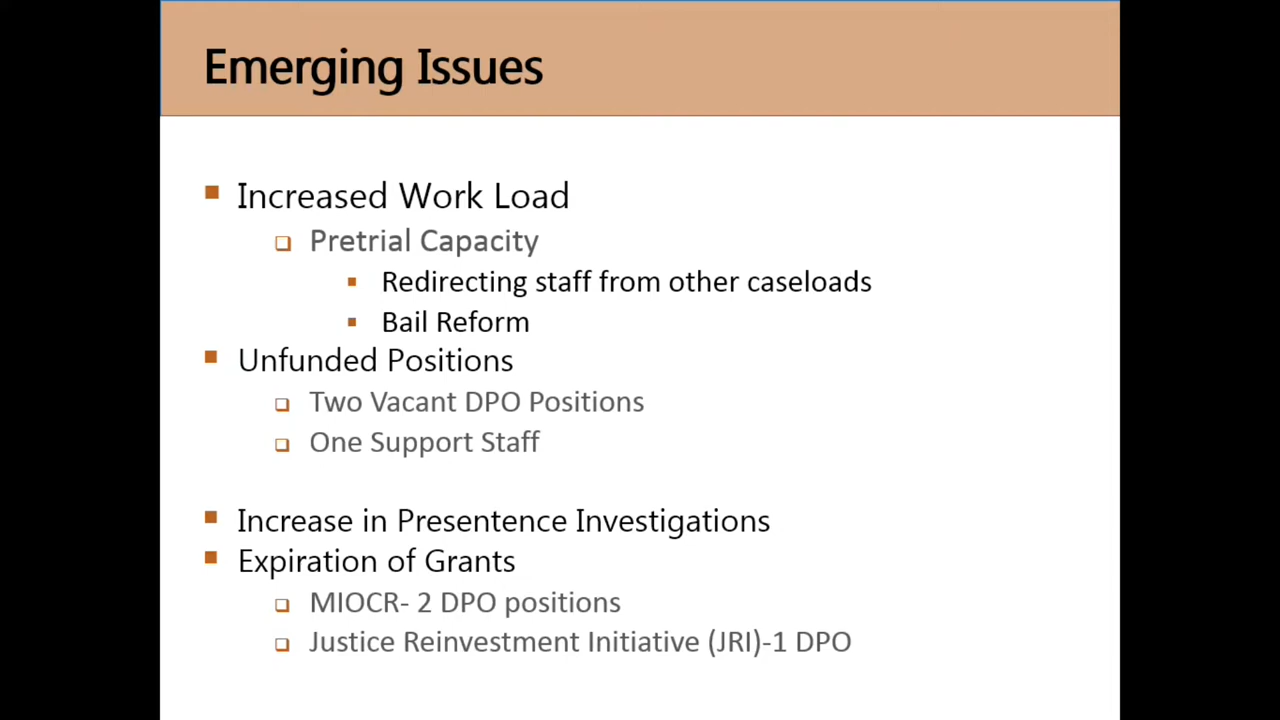 Emerging Issues
Increased Work Load
Pretrial Capacity
Redirecting staff from other caseloads
Bail Reform
Unfunded Positions
Two Vacant DPO Positions
One Support Staff
Increase in Presentence Investigations
Expiration of Grants
MIOCR- 2 DPO positions
Justice Reinvestment Initiative (JRI)-1 DPO